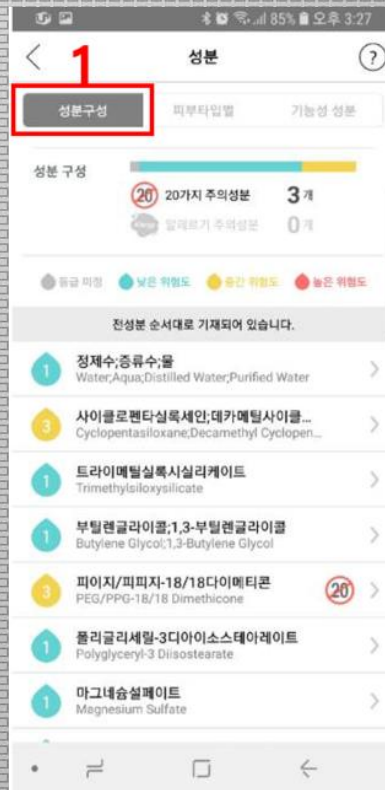 85% 오후 3:27
1
성분
?
성분구성
피부타입별
기능성 성분
성분 구성
20
20가지 주의성분
3 개
알레르기 주의성분
0 개
등급 미정
낮은 위험도
중간 위험도
높은 위험도
전성분 순서대로 기재되어 있습니다.
1
정제수;증류수;물
Water;Aqua;Distilled Water;Purified Water
3
사이클로펜타실록세인;데카메틸사이클...
Cyclopentasiloxane;Decamethyl Cyclopen...
1
트라이메틸실록시실리케이트
Trimethylsiloxysilicate
1
부틸렌글라이콜;1,3-부틸렌글라이콜
Butylene Glycol;1,3-Butylene Glycol
3
피이지/피피지-18/18다이메티콘
PEG/PPG-18/18 Dimethicone
20
1
폴리글리세릴-3디아이소스테아레이트
Polyglyceryl-3 Diisostearate
1
마그네슘설페이트
Magnesium Sulfate